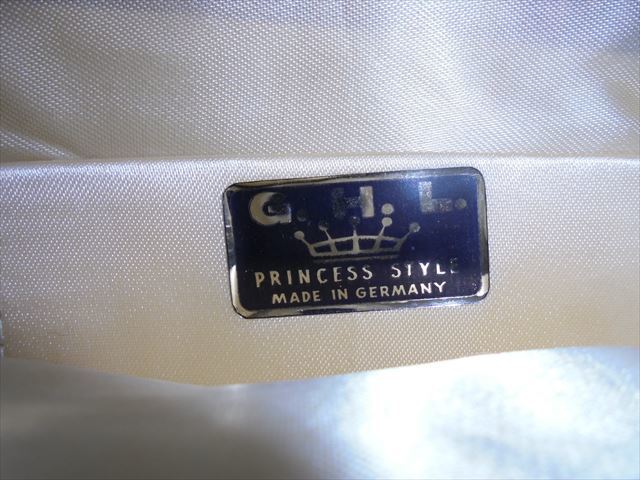 G. H. L.
PRINCESS STYLE
MADE IN GERMANY